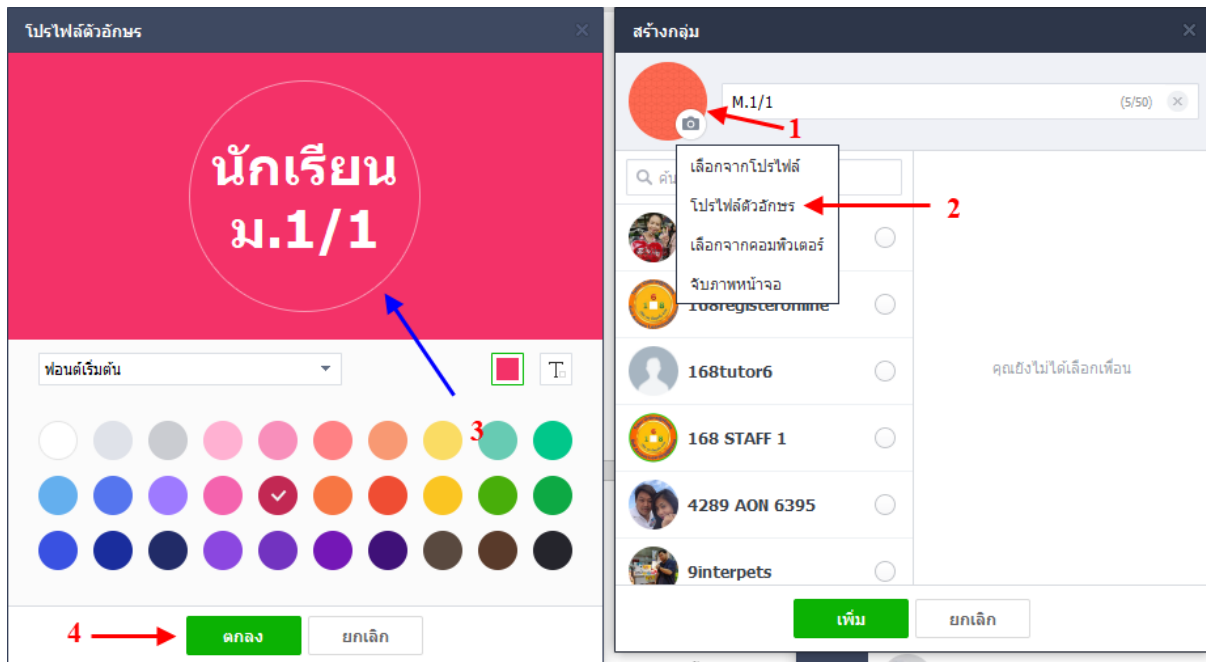 โปรไฟล์ตัวอักษร
นักเรียน
ม.1/1
ฟอนต์เริ่มต้น
T
3
4
ตกลง
ยกเลิก
สร้างกลุ่ม
M.1/1
(5/50)
1
เลือกจากโปรไฟล์
โปรไฟล์ตัวอักษร
2
เลือกจากคอมพิวเตอร์
จับภาพหน้าจอ
168registeronline
168tutor6
168 STAFF 1
4289 AON 6395
9interpets
คุณยังไม่ได้เลือกเพื่อน
เพิ่ม
ยกเลิก